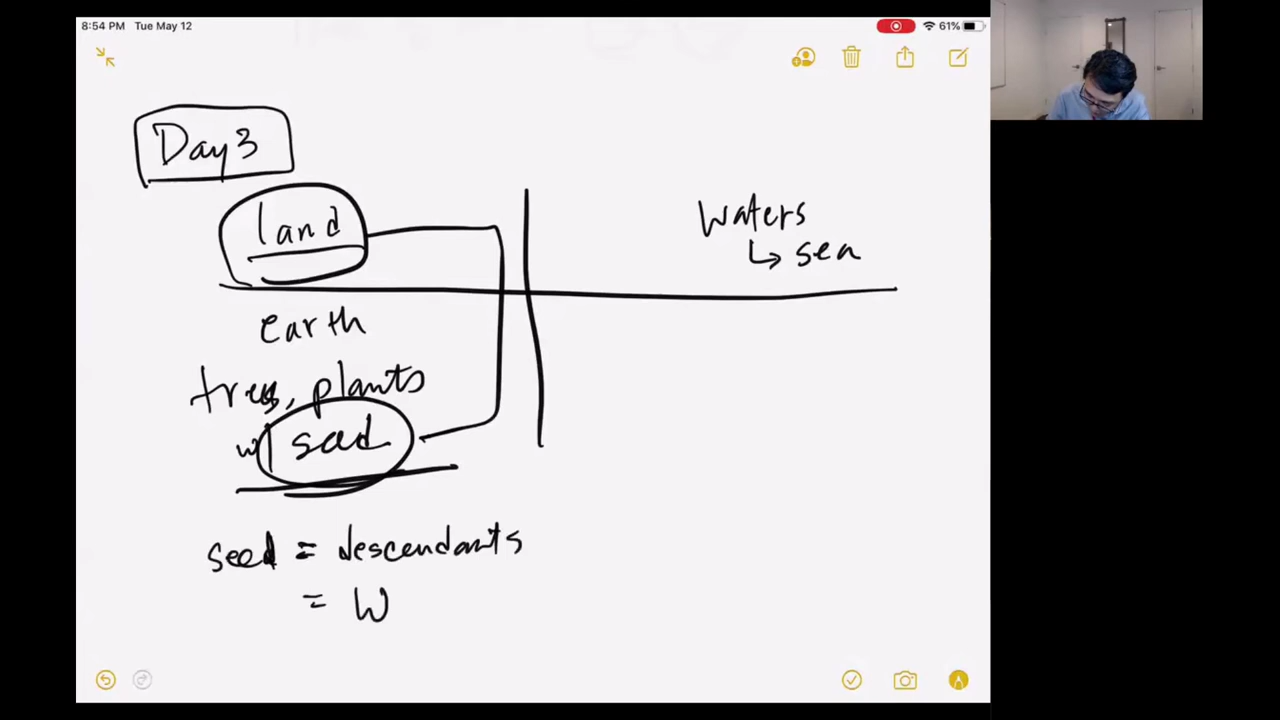 8:54 PM Tue May 12
61%
Day 3
land
waters
↳ sea
earth
trees, plants
w/ seed
seed = descendants
= W